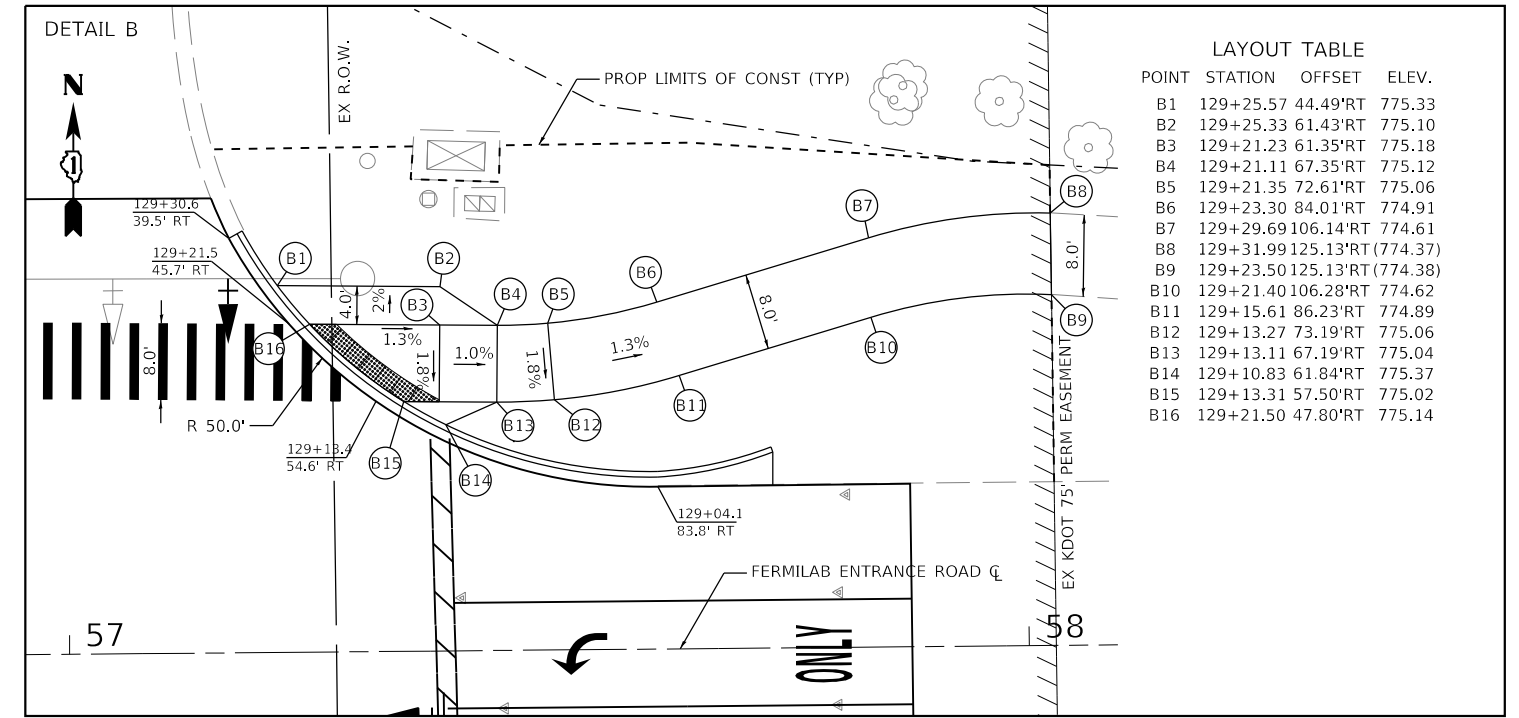 DETAIL B
N
1
EX R.O.W.
PROP LIMITS OF CONST (TYP)
129+30.6
39.5' RT
129+21.5
45.7' RT
B1
B2
B3
B4
B5
B6
B7
B8
B9
B10
B11
B12
B13
B14
B15
B16
4.0'
2%
1.3%
1.8%
1.0%
1.8%
1.3%
8.0'
8.0'
8.0'
R 50.0'
129+13.4
54.6' RT
129+04.1
83.8' RT
FERMILAB ENTRANCE ROAD ℄
EX KDOT 75' PERM EASEMENT
57
58
ONLY
LAYOUT TABLE
POINT STATION OFFSET ELEV.
B1 129+25.57 44.49'RT 775.33
B2 129+25.33 61.43'RT 775.10
B3 129+21.23 61.35'RT 775.18
B4 129+21.11 67.35'RT 775.12
B5 129+21.35 72.61'RT 775.06
B6 129+23.30 84.01'RT 774.91
B7 129+29.69 106.14'RT 774.61
B8 129+31.99 125.13'RT (774.37)
B9 129+23.50 125.13'RT (774.38)
B10 129+21.40 106.28'RT 774.62
B11 129+15.61 86.23'RT 774.89
B12 129+13.27 73.19'RT 775.06
B13 129+13.11 67.19'RT 775.04
B14 129+10.83 61.84'RT 775.37
B15 129+13.31 57.50'RT 775.02
B16 129+21.50 47.80'RT 775.14